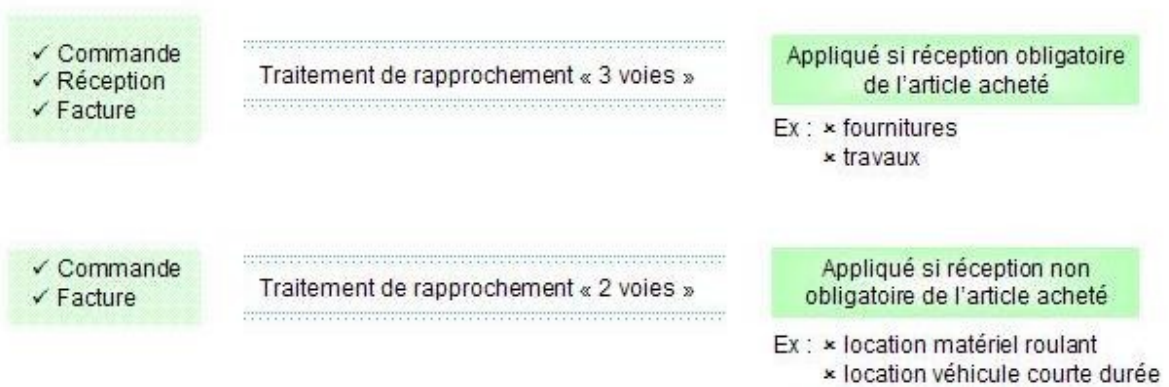 ✓ Commande
✓ Réception
✓ Facture
Traitement de rapprochement « 3 voies »
Appliqué si réception obligatoire
de l'article acheté
Ex : × fournitures
× travaux
✓ Commande
✓ Facture
Traitement de rapprochement « 2 voies »
Appliqué si réception non
obligatoire de l'article acheté
Ex : × location matériel roulant
× location véhicule courte durée